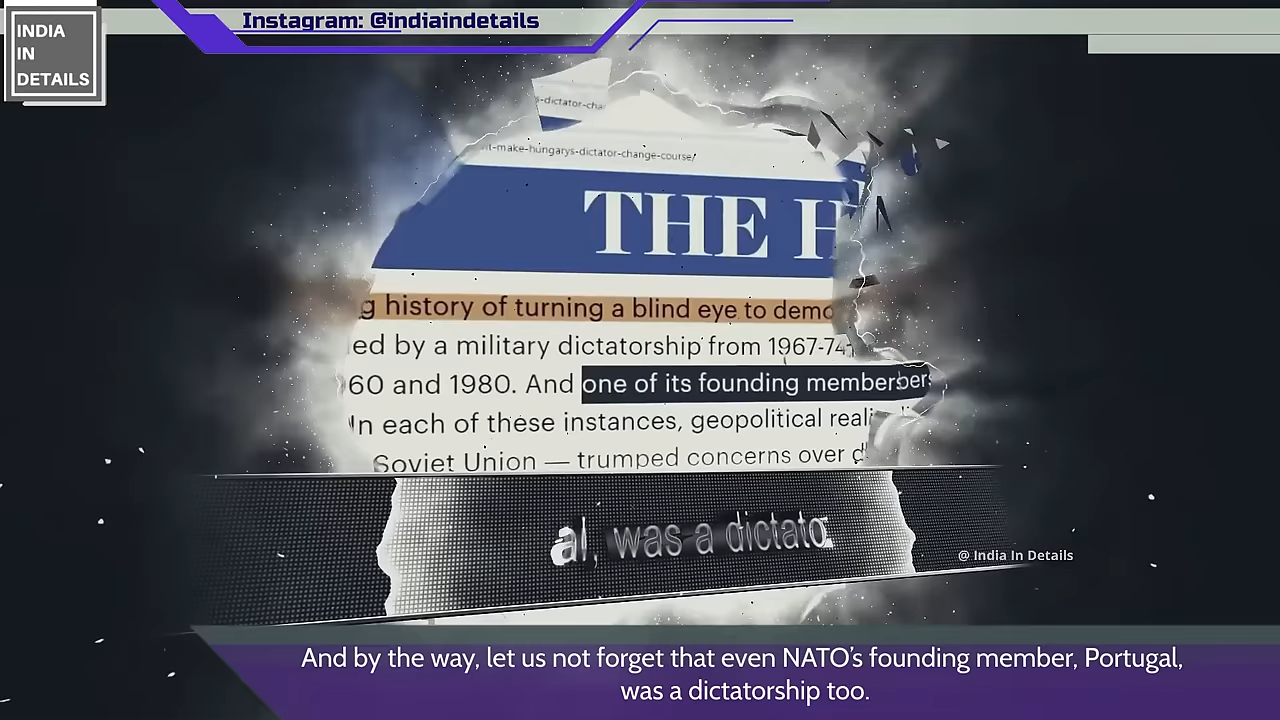 Instagram: @indiaindetails
INDIA
IN
DETAILS
s-dictator-cha
it-make-hungarys-dictator-change-course/
THE H
g history of turning a blind eye to demo
ed by a military dictatorship from 1967-74
60 and 1980. And one of its founding members
In each of these instances, geopolitical reali
Soviet Union — trumped concerns over d
al, was a dictato
@ India In Details
And by the way, let us not forget that even NATO's founding member, Portugal,
was a dictatorship too.